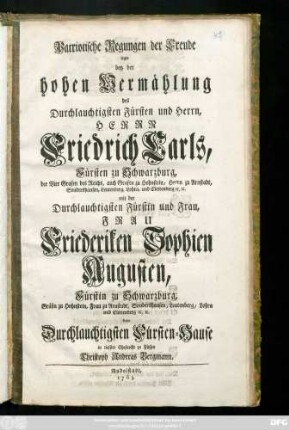 Patriotische Regungen der Freude
bey der
hohen Vermählung
des
Durchlauchtigsten Fürsten und Herrn,
HERRN
Friedrich Carls,
Fürsten zu Schwarzburg,
der Vier Grafen des Reichs, auch Grafen zu Hohnstein, Herrn zu Arnstadt,
Sondershausen, Leutenberg, Lohra, und Clettenberg ⁊c. ⁊c.
mit der
Durchlauchtigsten Fürstin und Frau,
FRAU
Friederiken Sophien
Augusten,
Fürstin zu Schwarzburg,
Gräfin zu Hohnstein, Frau zu Arnstadt, Sondershausen, Leutenberg, Lohra
und Clettenberg ⁊c. ⁊c.
dem
Durchlauchtigsten Fürsten-Hause
in tiefster Ehrfurcht zu Füßen
Christoph Andreas Bergmann.
Rudolstadt,
1763.